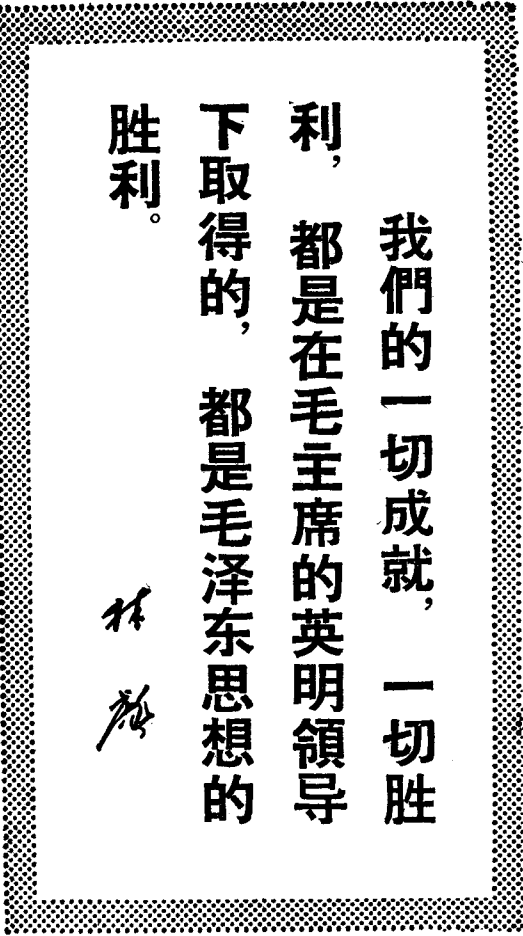 我們的一切成就，一切胜
利，都是在毛主席的英明領导
下取得的，都是毛泽东思想的
胜利。
林彪